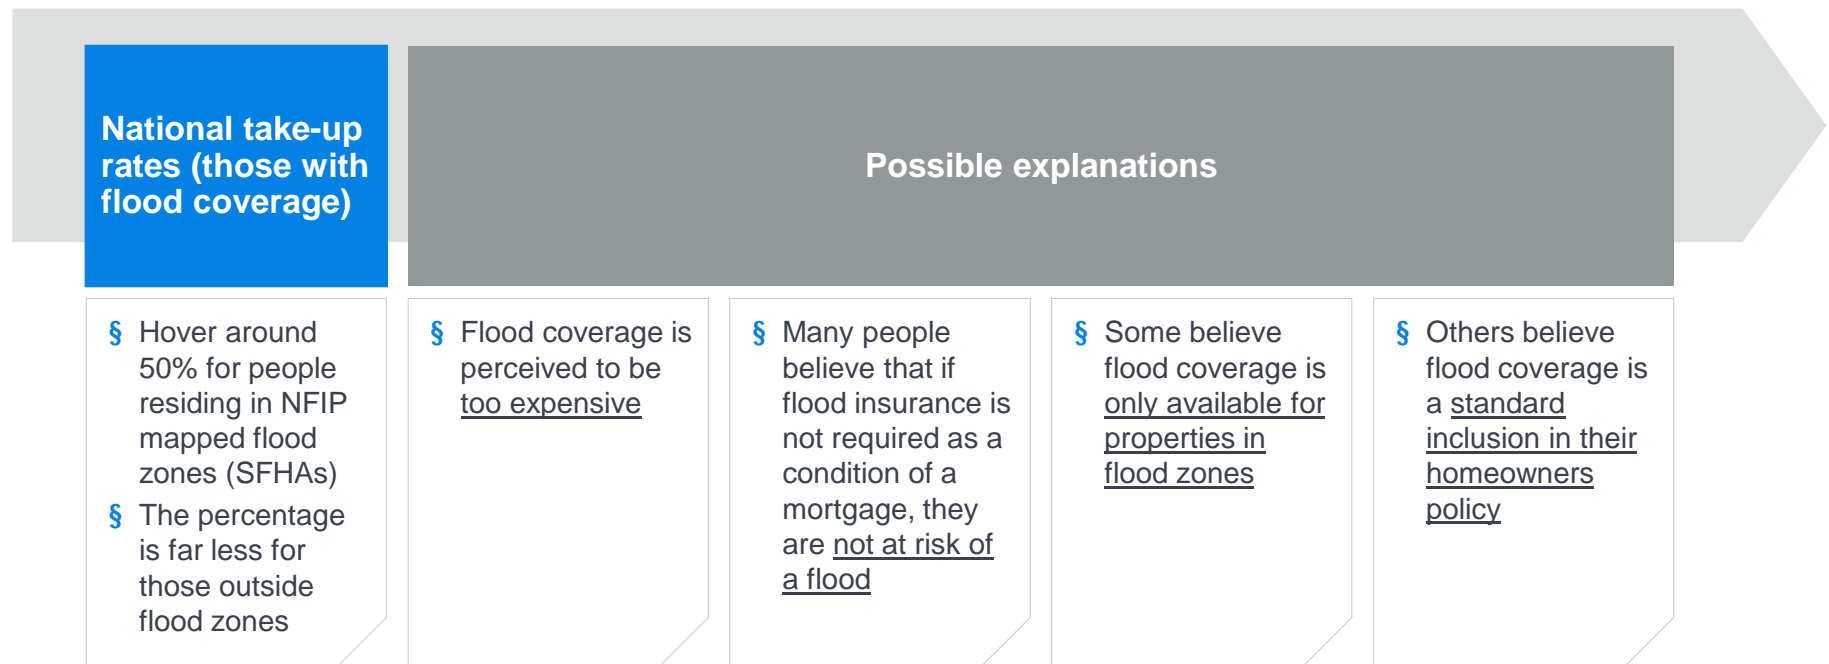 National take-up
rates (those with
flood coverage)
Possible explanations
§ Hover around
50% for people
residing in NFIP
mapped flood
zones (SFHAs)
§ The percentage
is far less for
those outside
flood zones
§ Flood coverage is
perceived to be
too expensive
§ Many people
believe that if
flood insurance is
not required as a
condition of a
mortgage, they
are not at risk of
a flood
§ Some believe
flood coverage is
only available for
properties in
flood zones
§ Others believe
flood coverage is
a standard
inclusion in their
homeowners
policy